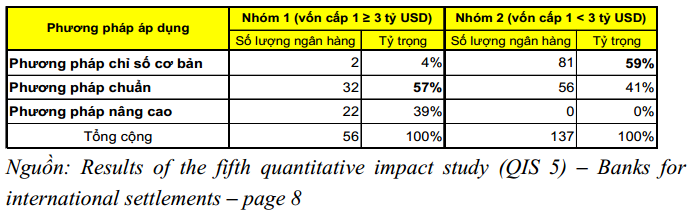 Phương pháp áp dụng Nhóm 1 (vốn cấp 1 ≥ 3 tỷ USD) Nhóm 2 (vốn cấp 1 < 3 tỷ USD)
Số lượng ngân hàng Tỷ trọng Số lượng ngân hàng Tỷ trọng
Phương pháp chỉ số cơ bản 2 4% 81 59%
Phương pháp chuẩn 32 57% 56 41%
Phương pháp nâng cao 22 39% 0 0%
Tổng cộng 56 100% 137 100%
Nguồn: Results of the fifth quantitative impact study (QIS 5) – Banks for
international settlements – page 8